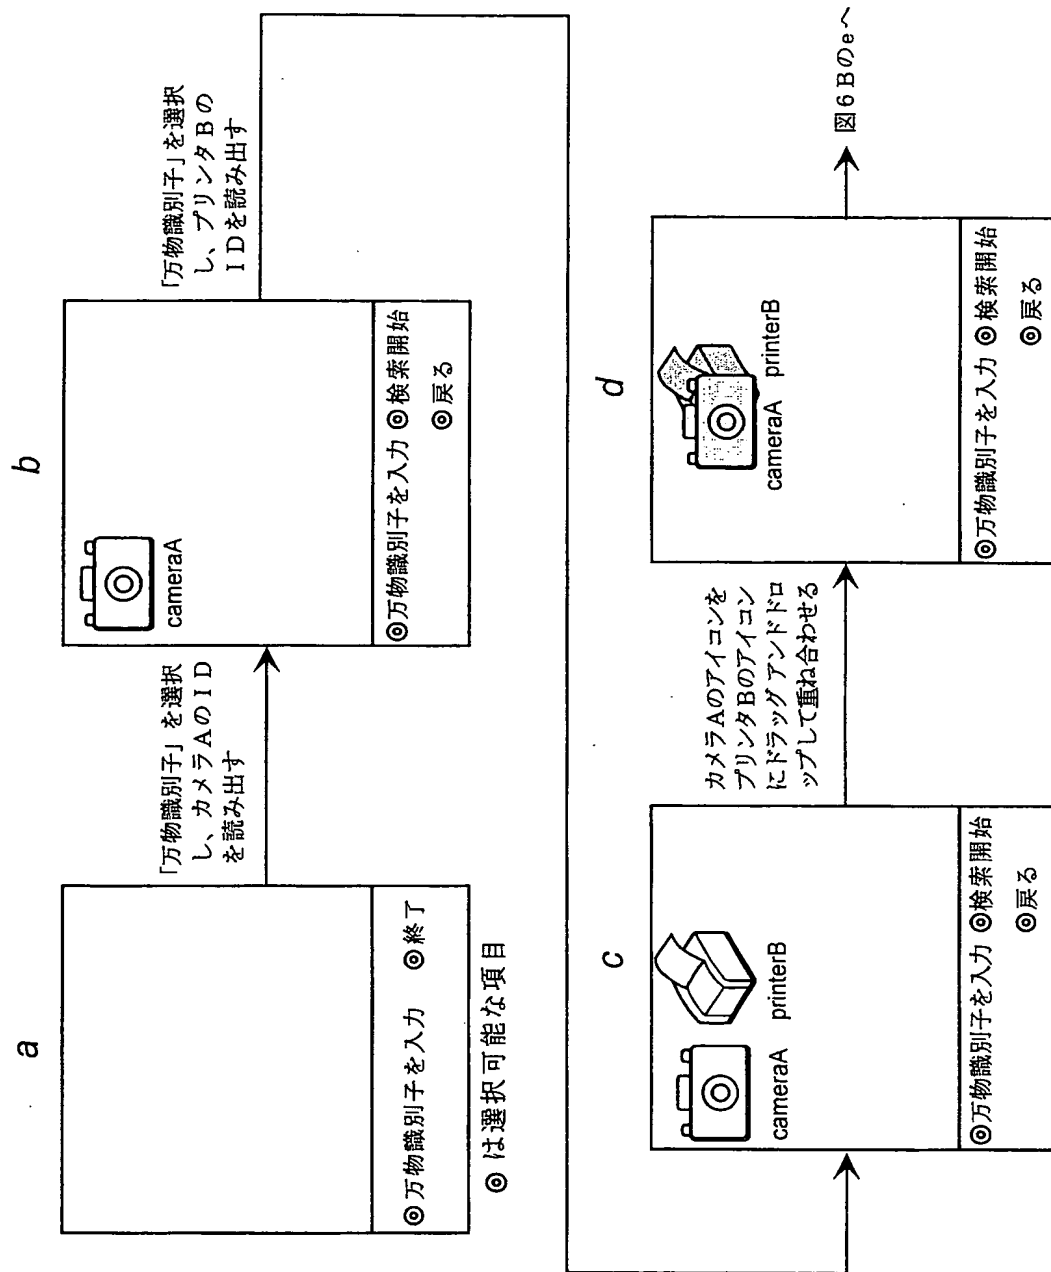 a
◎万物識別子を入力 ◎終了
◎は選択可能な項目
「万物識別子」を選択
し、カメラAのID
を読み出す
b
cameraA
◎万物識別子を入力 ◎検索開始
◎戻る
「万物識別子」を選択
し、プリンタBの
IDを読み出す
c
cameraA printerB
◎万物識別子を入力 ◎検索開始
◎戻る
カメラAのアイコンを
プリンタBのアイコン
にドラッグアンドドロ
ップして重ね合わせる
d
cameraA printerB
◎万物識別子を入力 ◎検索開始
◎戻る
図6Bのeへ